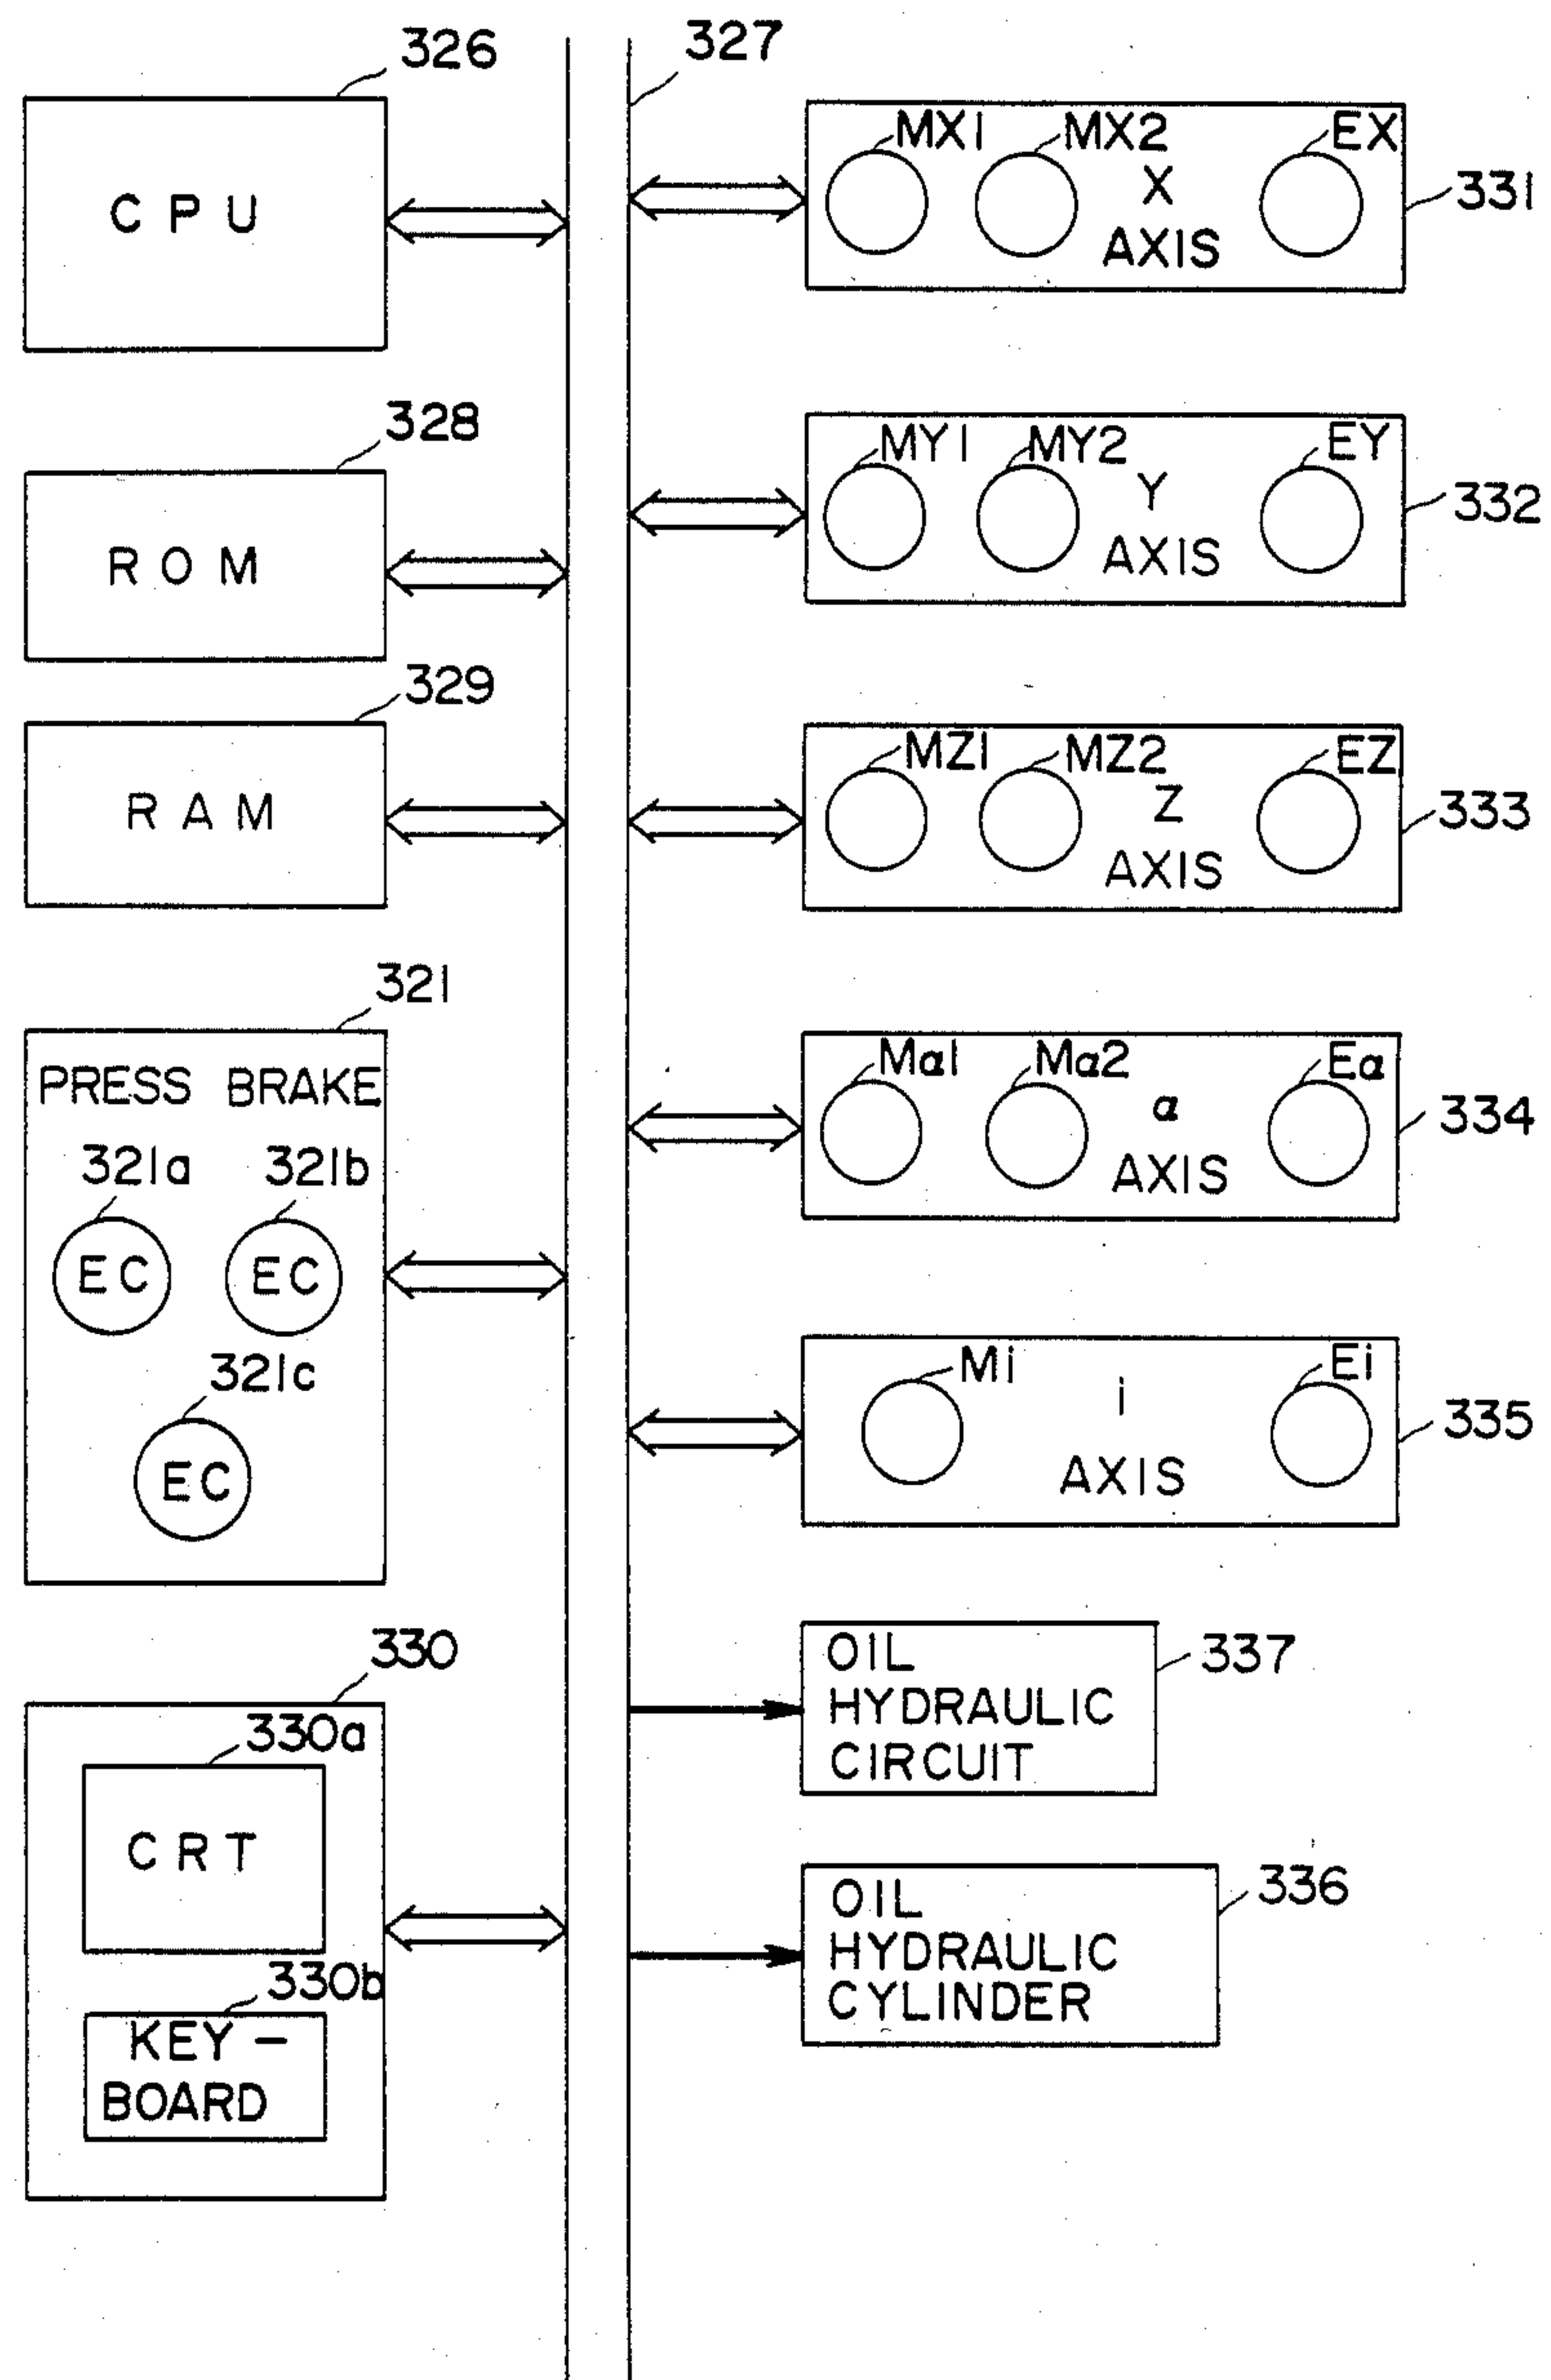 326
CPU
328
ROM
329
RAM
321
PRESS BRAKE
321a
321b
EC
EC
321c
EC
330
330a
CRT
330b
KEY-
BOARD
327
MX1
MX2
EX
X
AXIS
331
MY1
MY2
EY
Y
AXIS
332
MZ1
MZ2
EZ
Z
AXIS
333
Mα1
Mα2
Eα
α
AXIS
334
Mi
Ei
i
AXIS
335
OIL
HYDRAULIC
CIRCUIT
337
OIL
HYDRAULIC
CYLINDER
336